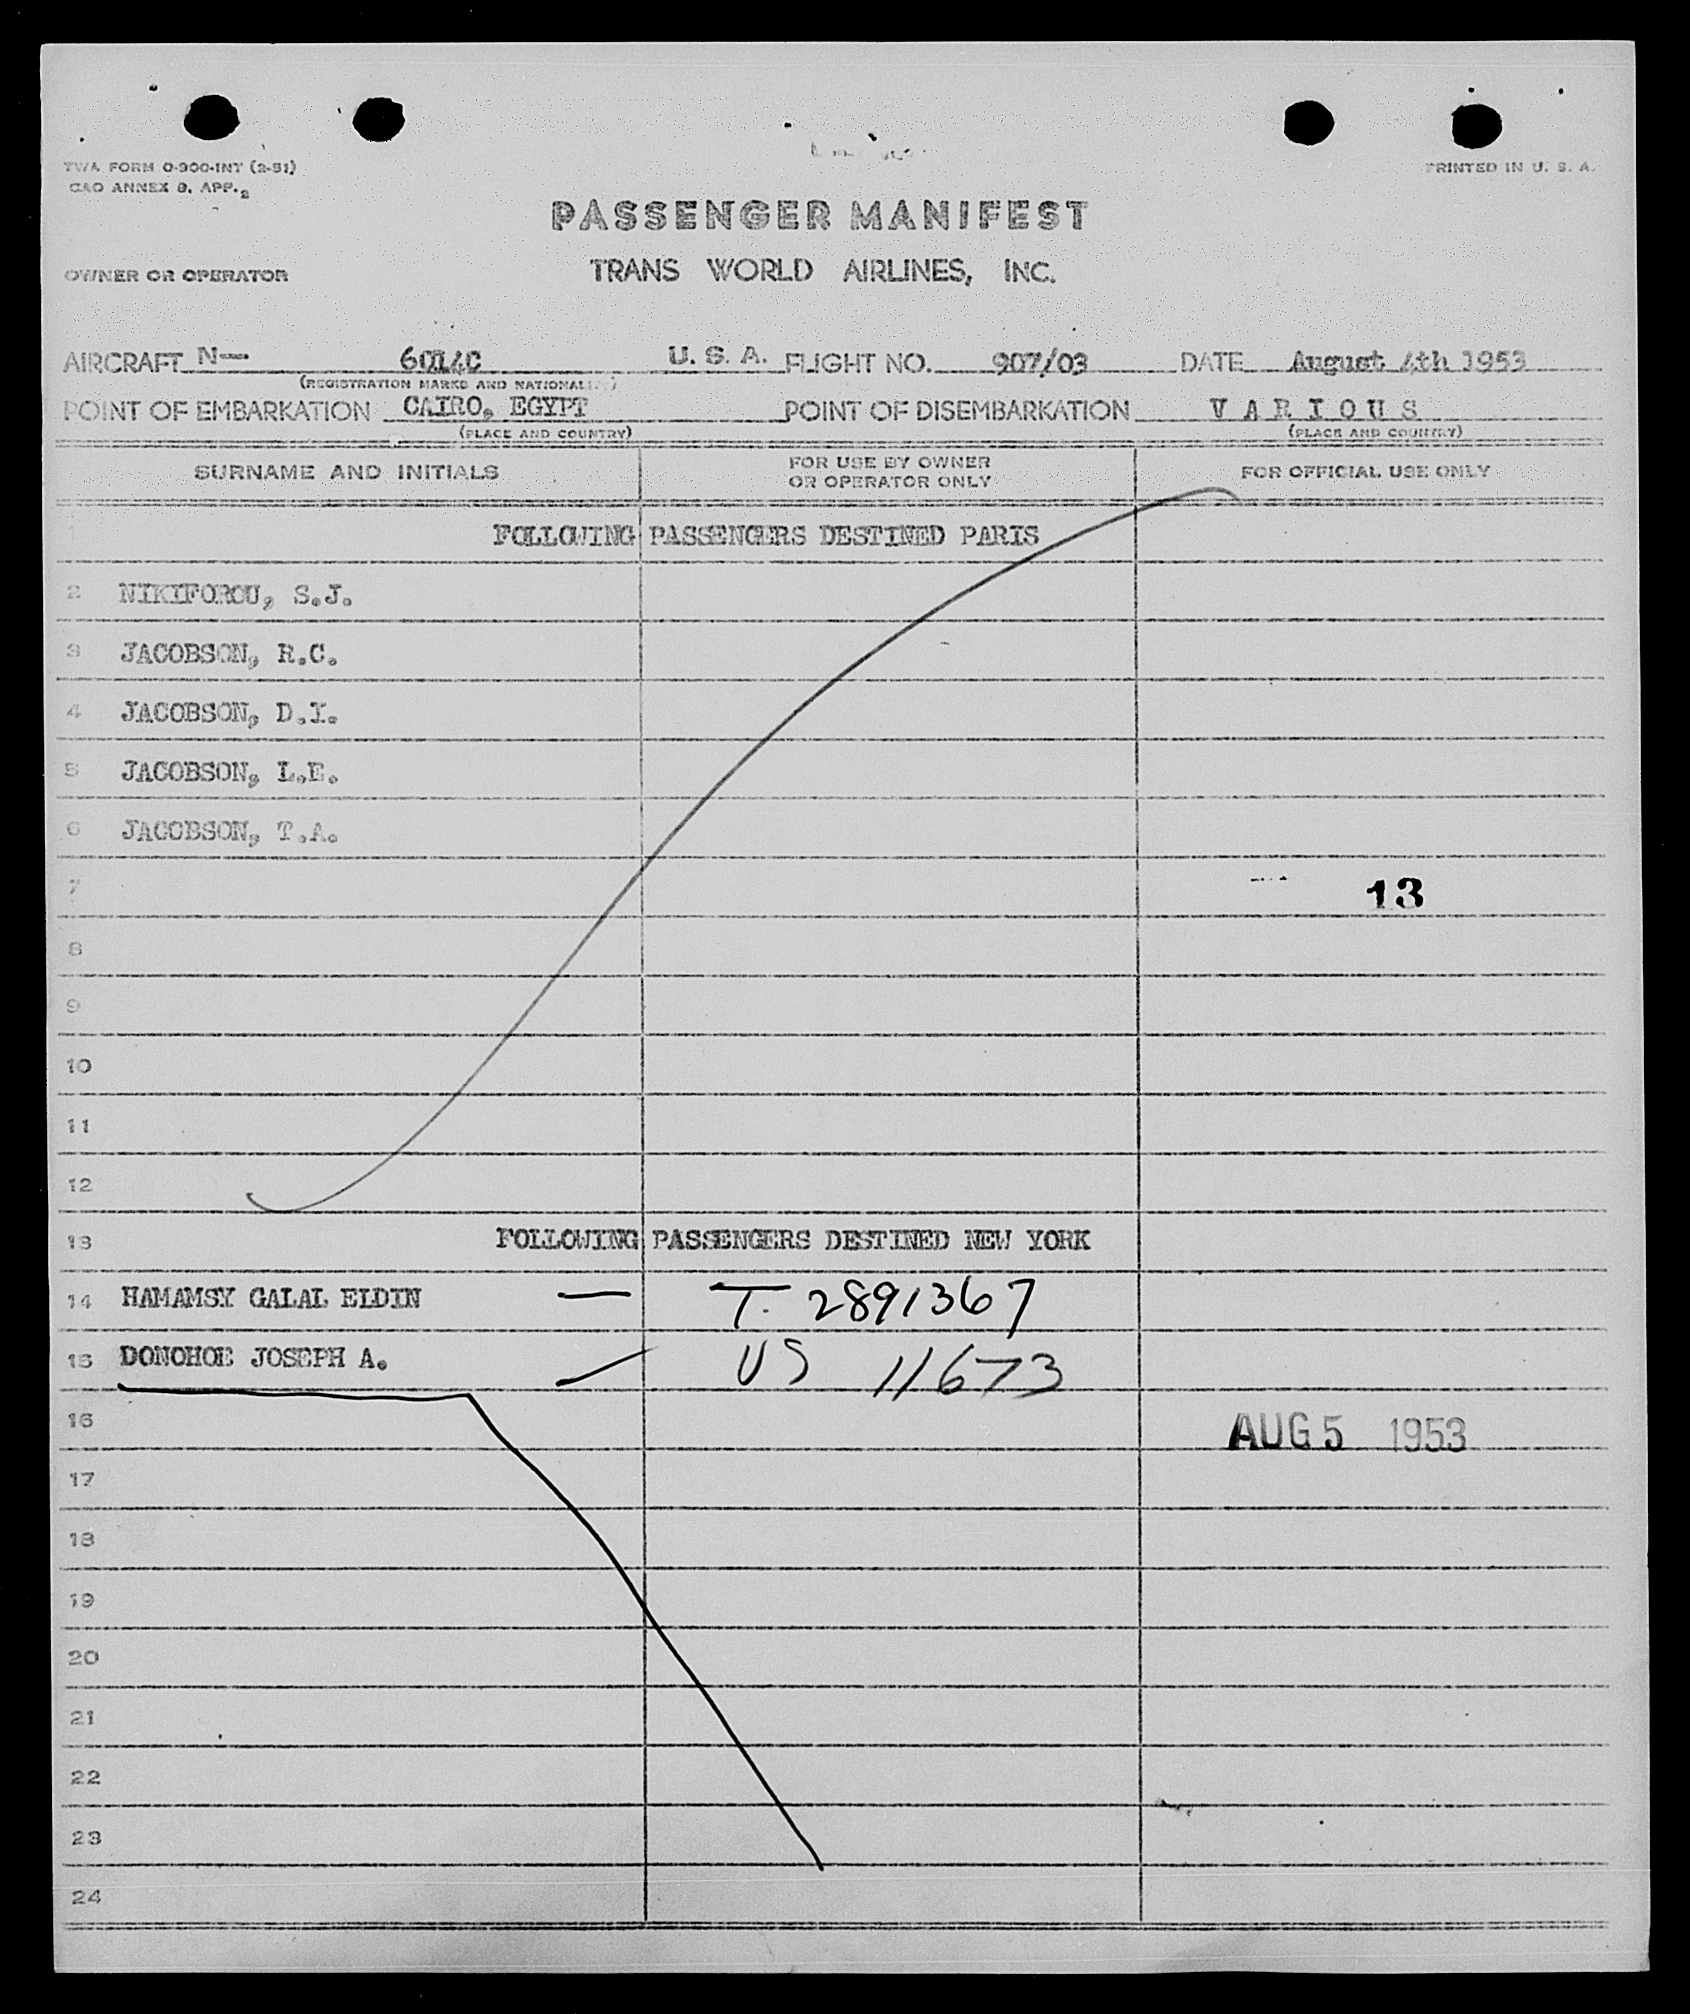 TWA FORM O-900-INT (2-51)
PRINTED IN U. S. A.
CAO ANNEX 9, APP. 2
PASSENGER MANIFEST
OWNER OR OPERATOR TRANS WORLD AIRLINES, INC.
AIRCRAFT N— 6014C U. S. A. FLIGHT NO. 907/03 DATE August 4th 1953
(REGISTRATION MARKS AND NATIONALITY)
POINT OF EMBARKATION CAIRO, EGYPT POINT OF DISEMBARKATION V A R I O U S
(PLACE AND COUNTRY) (PLACE AND COUNTRY)
SURNAME AND INITIALS FOR USE BY OWNER OR OPERATOR ONLY FOR OFFICIAL USE ONLY
1 FOLLOWING PASSENGERS DESTINED PARIS
2 NIKIFOROU, S.J.
3 JACOBSON, R.C.
4 JACOBSON, D.I.
5 JACOBSON, L.E.
6 JACOBSON, T.A.
7 13
8
9
10
11
12
13 FOLLOWING PASSENGERS DESTINED NEW YORK
14 HAMAMSY GALAL ELDIN — T. 2891367
15 DONOHOE JOSEPH A. — US 11673
16 AUG 5 1953
17
18
19
20
21
22
23
24